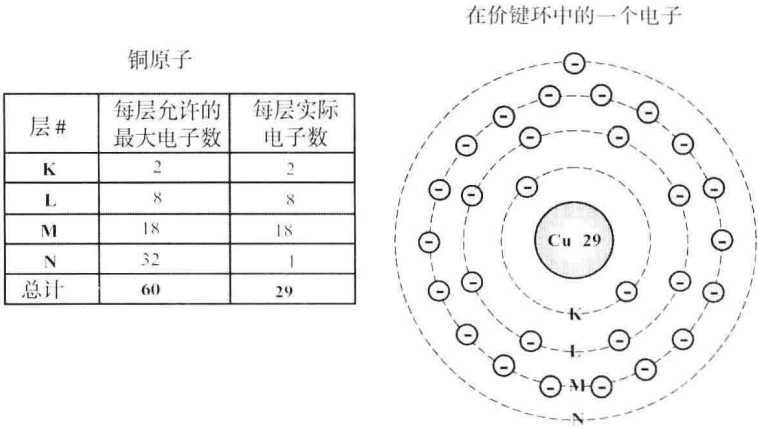 在价键环中的一个电子
铜原子
层 # 每层允许的最大电子数 每层实际电子数
K 2 2
L 8 8
M 18 18
N 32 1
总计 60 29
Cu 29
K
L
M
N